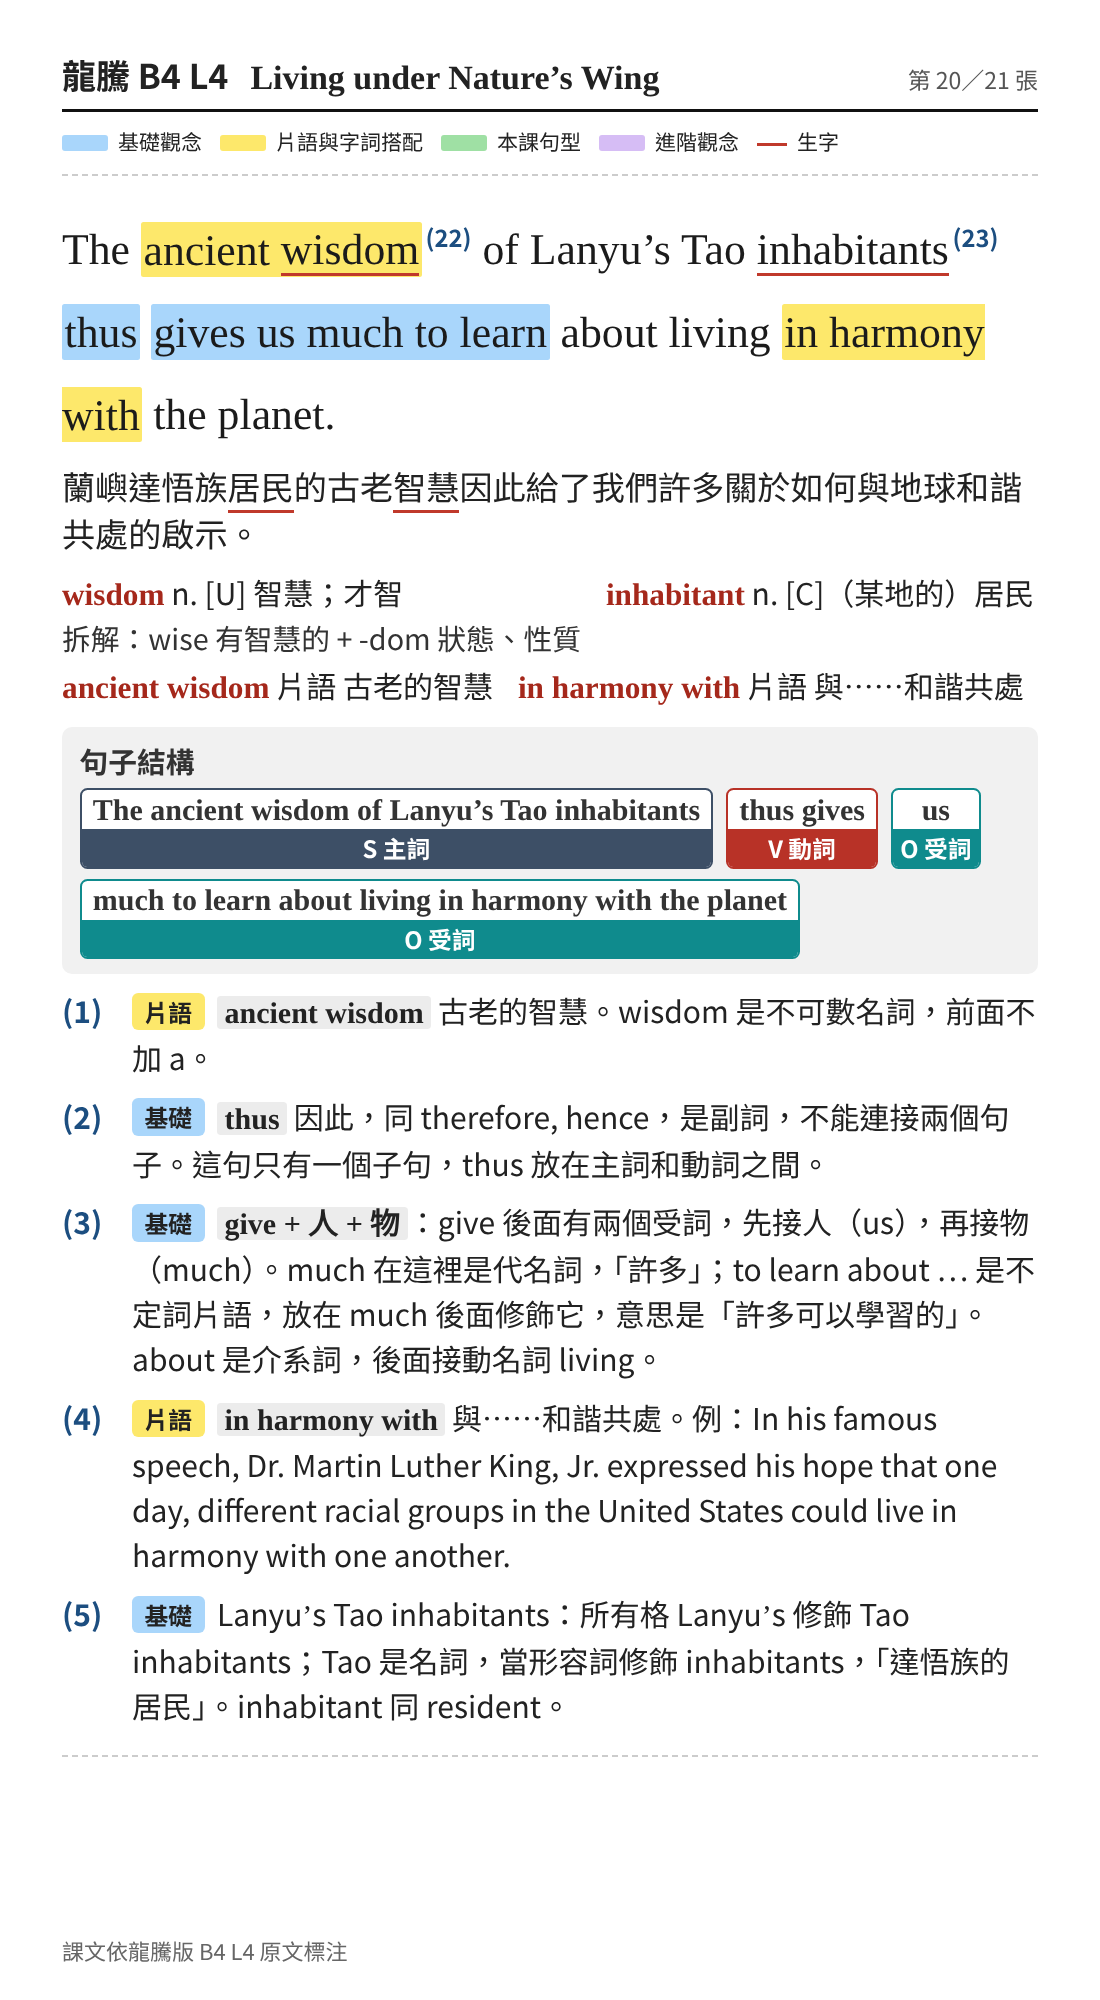 龍騰 B4 L4 Living under Nature’s Wing 第 20／21 張
基礎觀念 片語與字詞搭配 本課句型 進階觀念 生字
The ancient wisdom(22) of Lanyu’s Tao inhabitants(23)
thus gives us much to learn about living in harmony
with the planet.
蘭嶼達悟族居民的古老智慧因此給了我們許多關於如何與地球和諧
共處的啟示。
wisdom n. [U] 智慧；才智 inhabitant n. [C]（某地的）居民
拆解：wise 有智慧的 + -dom 狀態、性質
ancient wisdom 片語 古老的智慧 in harmony with 片語 與⋯⋯和諧共處
句子結構
The ancient wisdom of Lanyu’s Tao inhabitants thus gives us
S 主詞 V 動詞 O 受詞
much to learn about living in harmony with the planet
O 受詞
(1) 片語 ancient wisdom 古老的智慧。wisdom 是不可數名詞，前面不
加 a。
(2) 基礎 thus 因此，同 therefore, hence，是副詞，不能連接兩個句
子。這句只有一個子句，thus 放在主詞和動詞之間。
(3) 基礎 give + 人 + 物：give 後面有兩個受詞，先接人（us），再接物
（much）。much 在這裡是代名詞，「許多」；to learn about … 是不
定詞片語，放在 much 後面修飾它，意思是「許多可以學習的」。
about 是介系詞，後面接動名詞 living。
(4) 片語 in harmony with 與⋯⋯和諧共處。例：In his famous
speech, Dr. Martin Luther King, Jr. expressed his hope that one
day, different racial groups in the United States could live in
harmony with one another.
(5) 基礎 Lanyu’s Tao inhabitants：所有格 Lanyu’s 修飾 Tao
inhabitants；Tao 是名詞，當形容詞修飾 inhabitants，「達悟族的
居民」。inhabitant 同 resident。
課文依龍騰版 B4 L4 原文標注